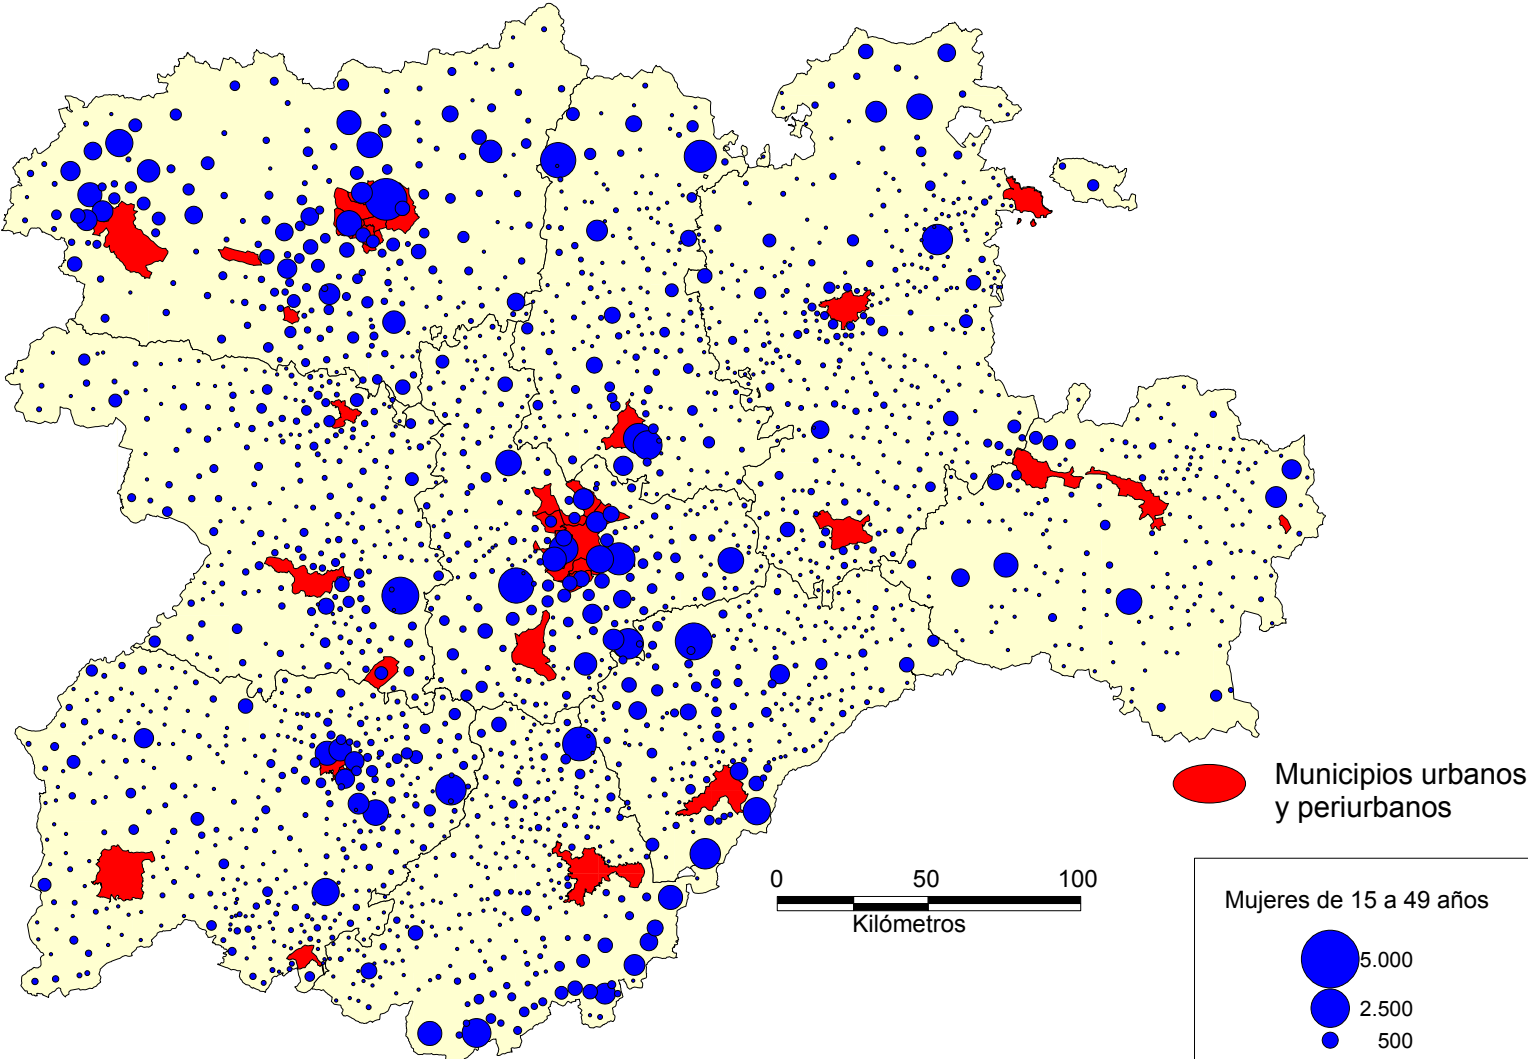 Municipios urbanos
y periurbanos
0 50 100
Kilómetros
Mujeres de 15 a 49 años
5.000
2.500
500